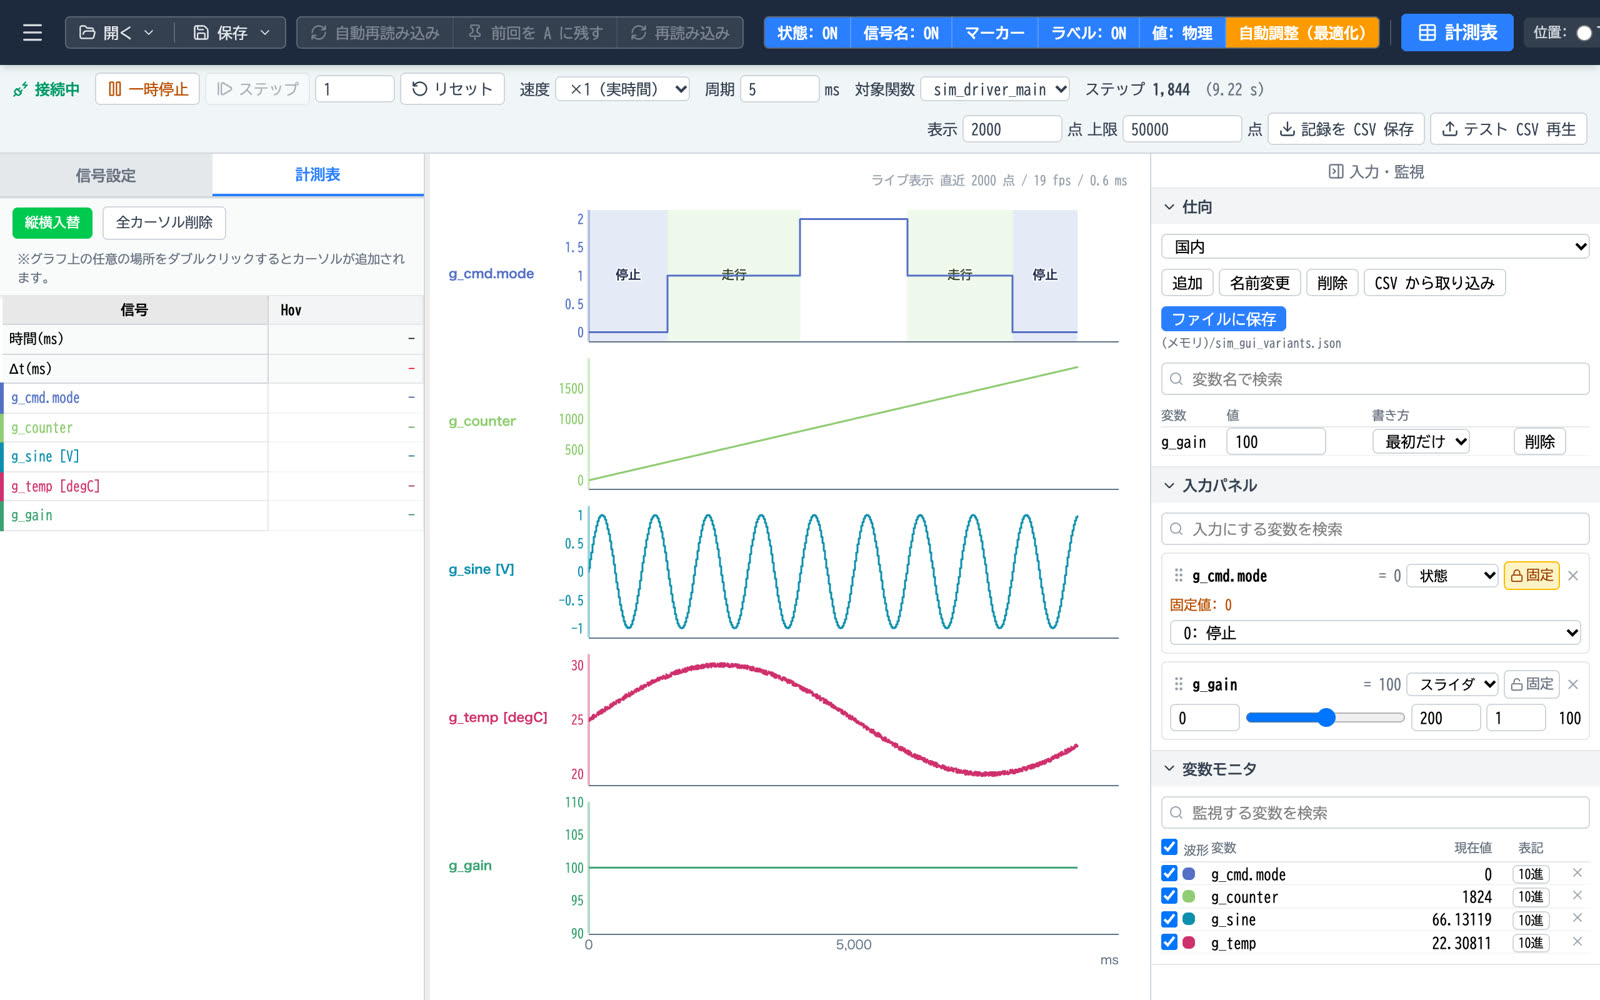 開く 保存 自動再読み込み 前回を A に残す 再読み込み 状態: ON 信号名: ON マーカー ラベル: ON 値: 物理 自動調整 (最適化) 計測表 位置:
接続中 一時停止 ステップ 1 リセット 速度 ×1 (実時間) 周期 5 ms 対象関数 sim_driver_main ステップ 1,844 (9.22 s)
表示 2000 点 上限 50000 点 記録を CSV 保存 テスト CSV 再生
信号設定 計測表
縦横入替 全カーソル削除
※グラフ上の任意の場所をダブルクリックするとカーソルが追加され
ます。
信号 Hov
時間(ms) -
Δt(ms) -
g_cmd.mode -
g_counter -
g_sine [V] -
g_temp [degC] -
g_gain -
ライブ表示 直近 2000 点 / 19 fps / 0.6 ms
g_cmd.mode
2
1.5
1
0.5
0
停止 走行 走行 停止
g_counter
1500
1000
500
0
g_sine [V]
1
0.5
0
-0.5
-1
g_temp [degC]
30
25
20
g_gain
110
105
100
95
90
0 5,000
ms
入力・監視
仕向
国内
追加 名前変更 削除 CSV から取り込み
ファイルに保存
(メモリ)/sim_gui_variants.json
変数名で検索
変数 値 書き方
g_gain 100 最初だけ 削除
入力パネル
入力にする変数を検索
g_cmd.mode = 0 状態 固定
固定値: 0
0: 停止
g_gain = 100 スライダ 固定
0 200 1 100
変数モニタ
監視する変数を検索
波形 変数 現在値 表記
g_cmd.mode 0 10進
g_counter 1824 10進
g_sine 66.13119 10進
g_temp 22.30811 10進